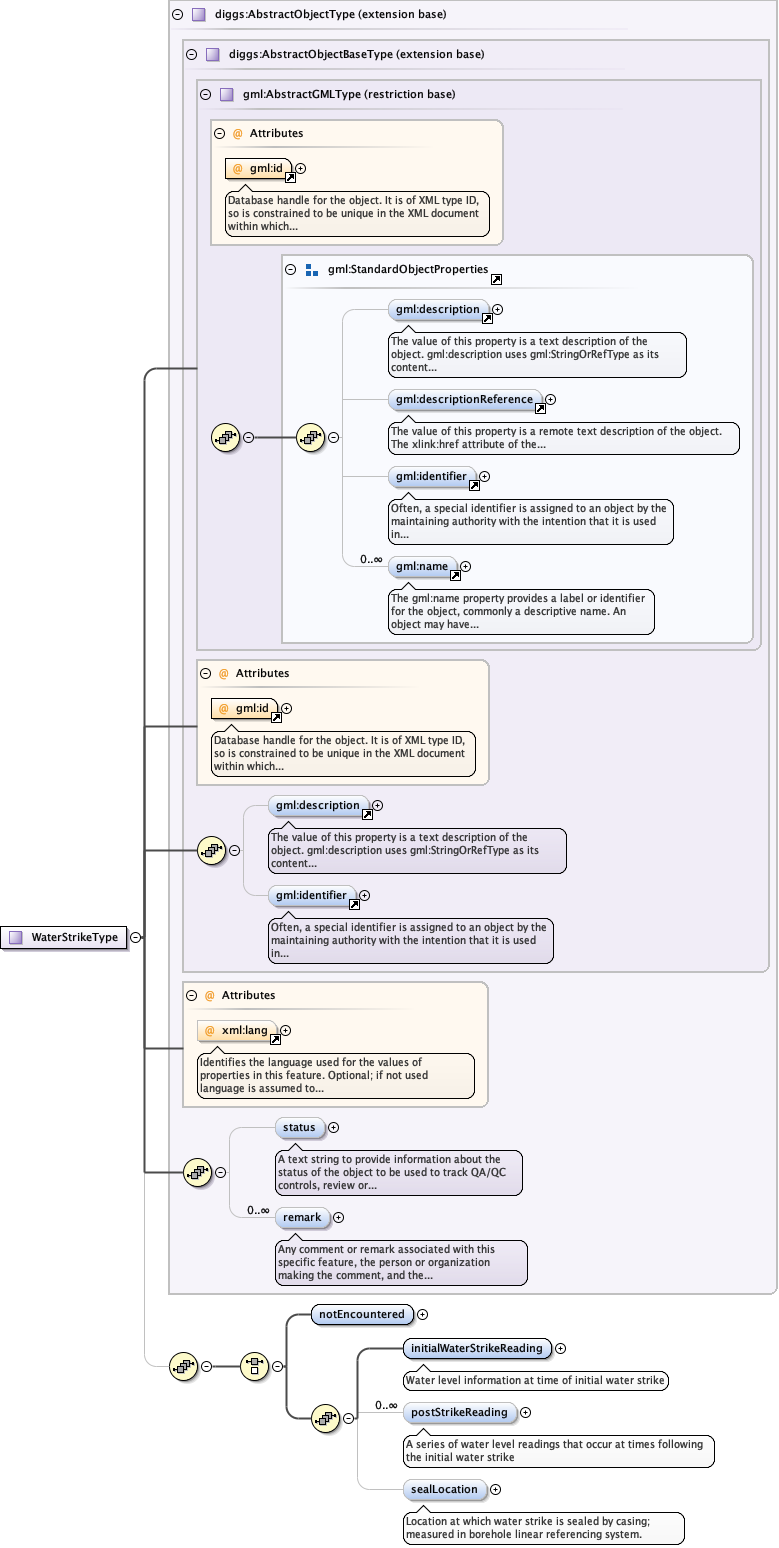 diggs:AbstractObjectType (extension base)
diggs:AbstractObjectBaseType (extension base)
gml:AbstractGMLType (restriction base)
@ Attributes
@ gml:id
Database handle for the object. It is of XML type ID,
so is constrained to be unique in the XML document
within which...
gml:StandardObjectProperties
gml:description
The value of this property is a text description of the
object. gml:description uses gml:StringOrRefType as its
content...
gml:descriptionReference
The value of this property is a remote text description of the object.
The xlink:href attribute of the...
gml:identifier
Often, a special identifier is assigned to an object by the
maintaining authority with the intention that it is used
in...
0..∞
gml:name
The gml:name property provides a label or identifier
for the object, commonly a descriptive name. An
object may have...
@ Attributes
@ gml:id
Database handle for the object. It is of XML type ID,
so is constrained to be unique in the XML document
within which...
gml:description
The value of this property is a text description of the
object. gml:description uses gml:StringOrRefType as its
content...
gml:identifier
Often, a special identifier is assigned to an object by the
maintaining authority with the intention that it is used
in...
WaterStrikeType
@ Attributes
@ xml:lang
Identifies the language used for the values of
properties in this feature. Optional; if not used
language is assumed to...
status
A text string to provide information about the
status of the object to be used to track QA/QC
controls, review or...
0..∞
remark
Any comment or remark associated with this
specific feature, the person or organization
making the comment, and the...
notEncountered
initialWaterStrikeReading
Water level information at time of initial water strike
0..∞
postStrikeReading
A series of water level readings that occur at times following
the initial water strike
sealLocation
Location at which water strike is sealed by casing;
measured in borehole linear referencing system.